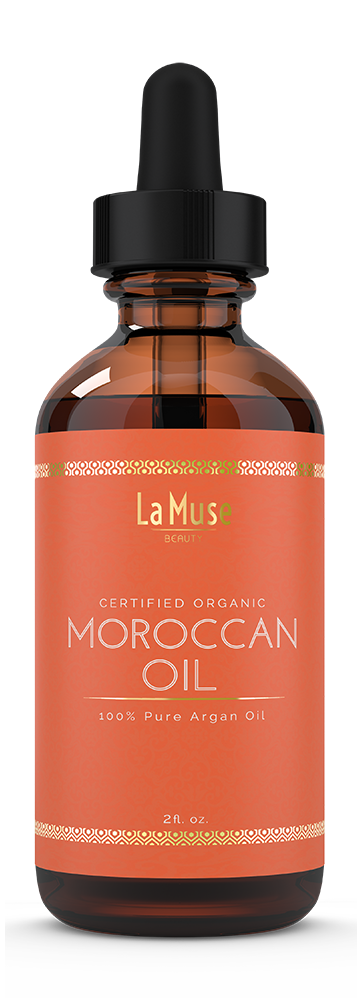 La Muse
BEAUTY
CERTIFIED ORGANIC
MOROCCAN
OIL
100% Pure Argan Oil
2fl. oz.